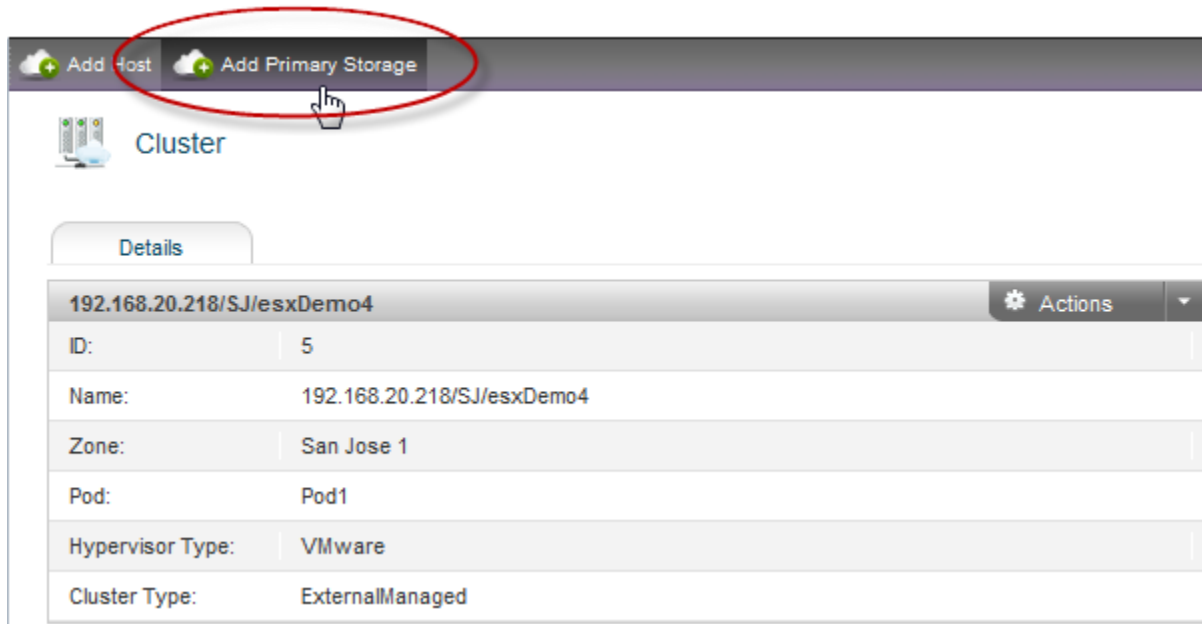 Add Host Add Primary Storage
Cluster
Details
192.168.20.218/SJ/esxDemo4 Actions
ID: 5
Name: 192.168.20.218/SJ/esxDemo4
Zone: San Jose 1
Pod: Pod1
Hypervisor Type: VMware
Cluster Type: ExternalManaged